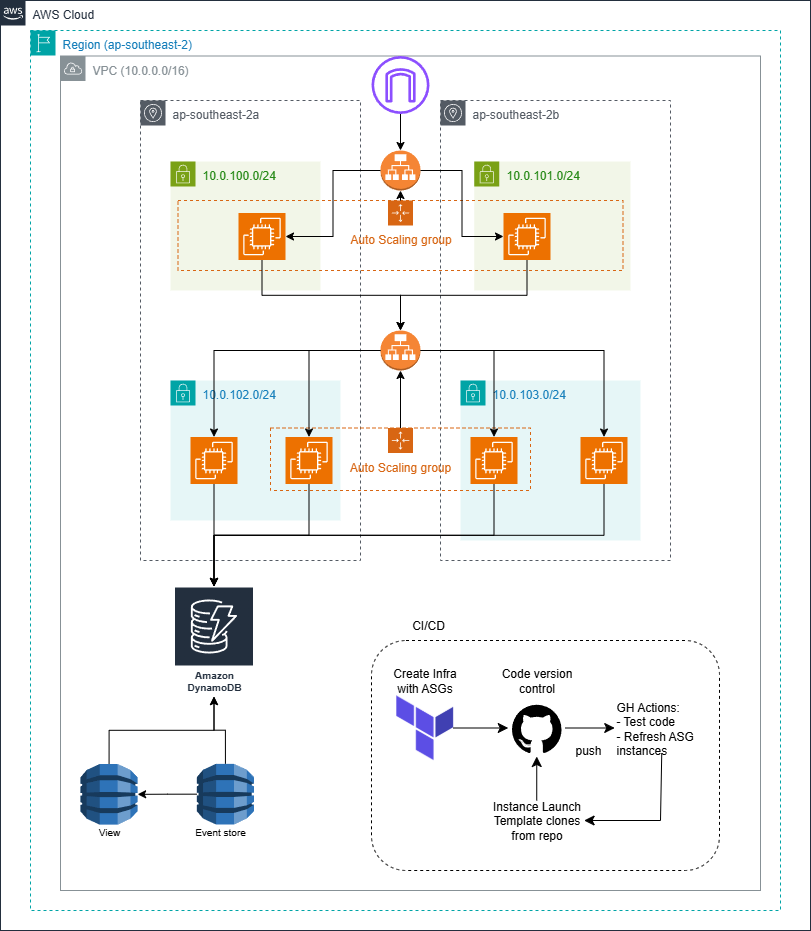 aws
AWS Cloud
Region (ap-southeast-2)
VPC (10.0.0.0/16)
ap-southeast-2a
ap-southeast-2b
10.0.100.0/24
10.0.101.0/24
Auto Scaling group
10.0.102.0/24
10.0.103.0/24
Auto Scaling group
Amazon
DynamoDB
View
Event store
CI/CD
Create Infra
with ASGs
Code version
control
GH Actions:
- Test code
- Refresh ASG
instances
push
Instance Launch
Template clones
from repo